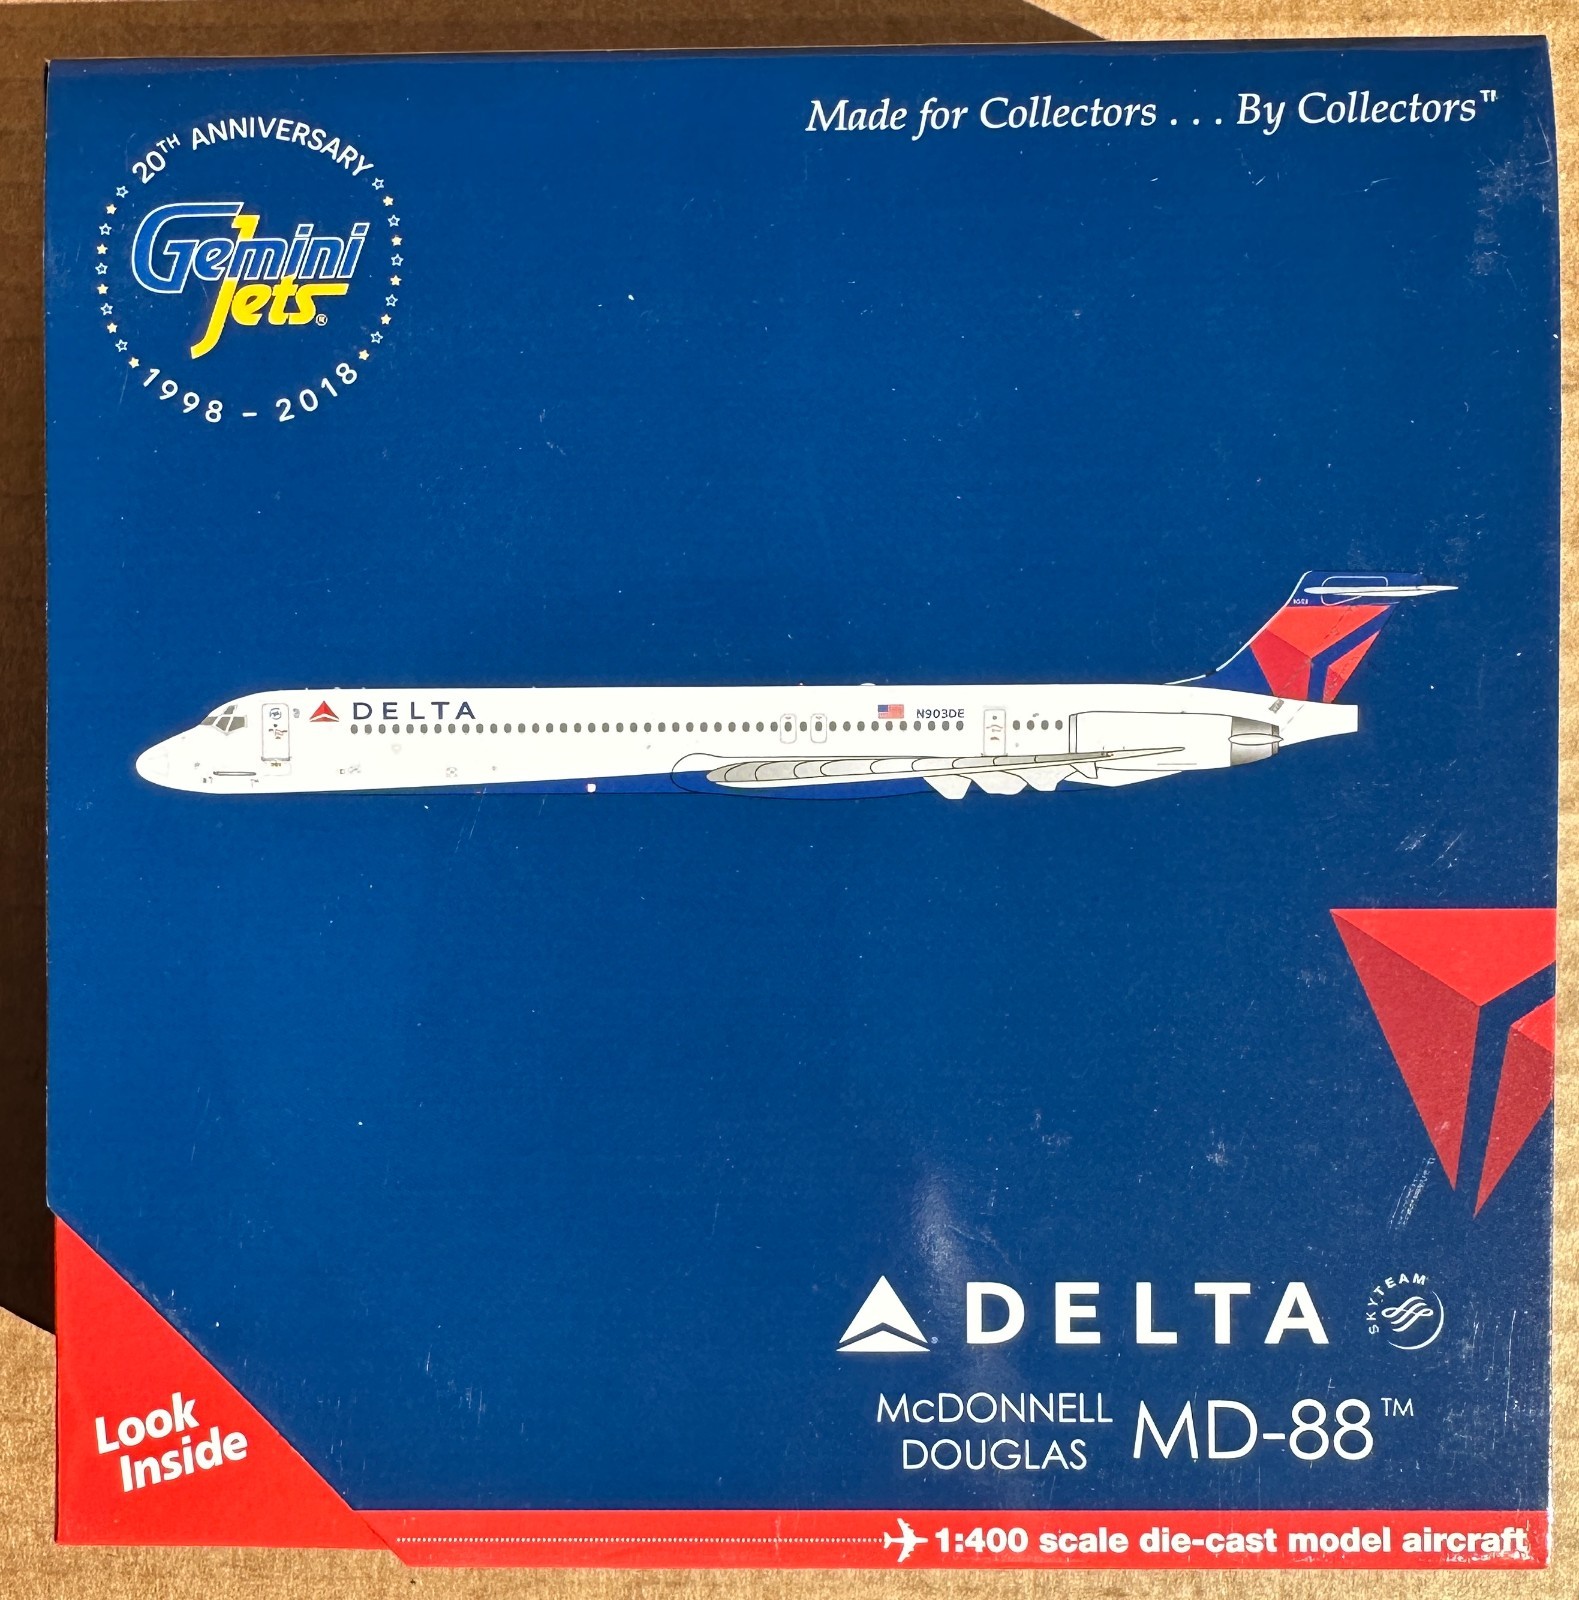 Made for Collectors . . . By Collectors™
20TH ANNIVERSARY
Gemini
Jets®
1998 - 2018
DELTA
N903DE
DELTA
SKYTEAM
McDONNELL
DOUGLAS
MD-88™
Look
Inside
1:400 scale die-cast model aircraft